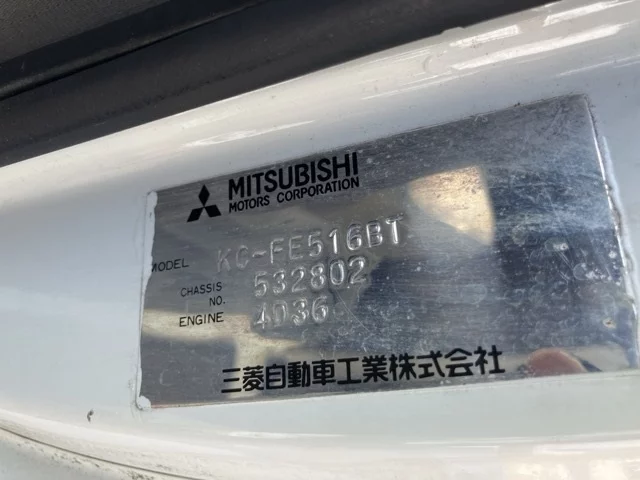 MITSUBISHI
MOTORS CORPORATION
MODEL KC-FE516BT
CHASSIS NO. 532802
ENGINE 4D36
三菱自動車工業株式会社